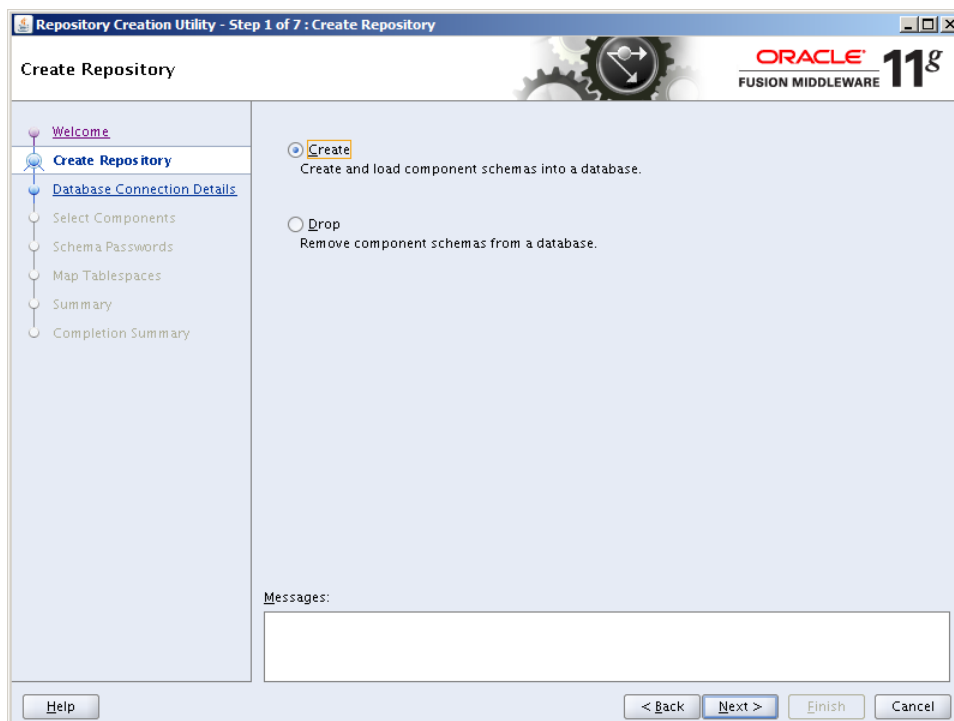 Repository Creation Utility - Step 1 of 7 : Create Repository
Create Repository
ORACLE
FUSION MIDDLEWARE 11g
Welcome
Create Repository
Database Connection Details
Select Components
Schema Passwords
Map Tablespaces
Summary
Completion Summary
Create
Create and load component schemas into a database.
Drop
Remove component schemas from a database.
Messages:
Help
< Back
Next >
Finish
Cancel